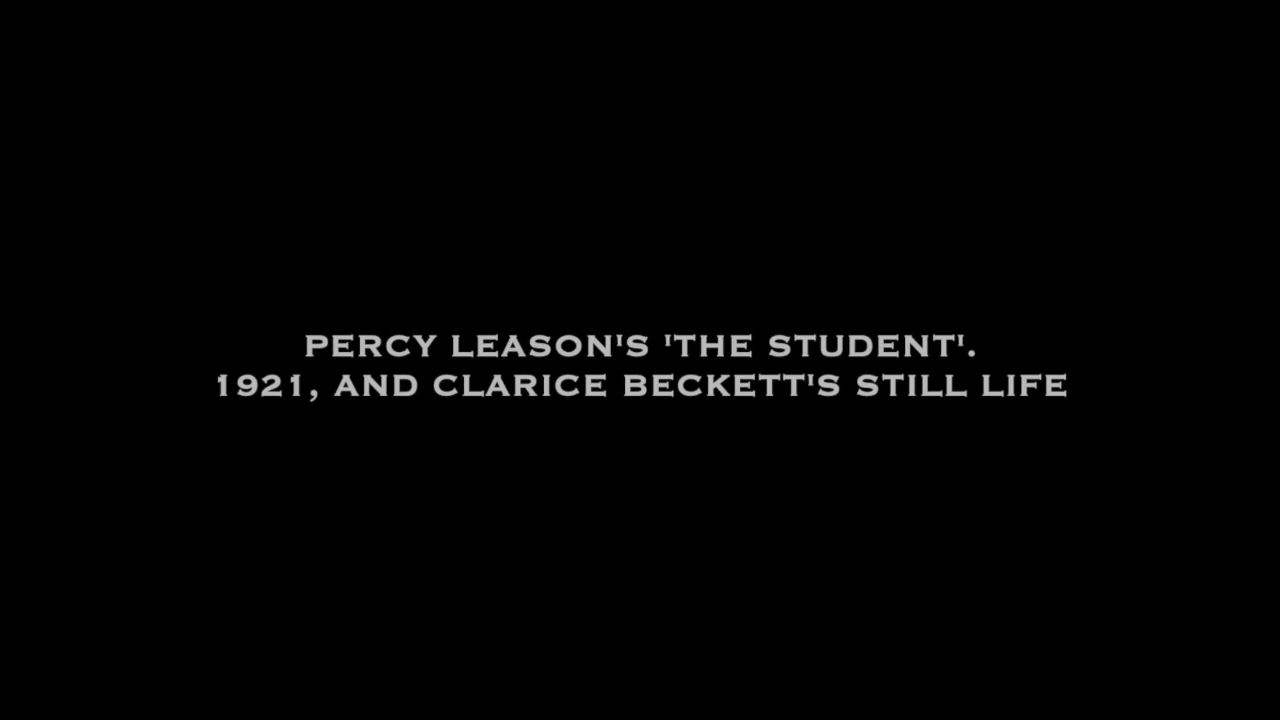 PERCY LEASON'S 'THE STUDENT'.
1921, AND CLARICE BECKETT'S STILL LIFE